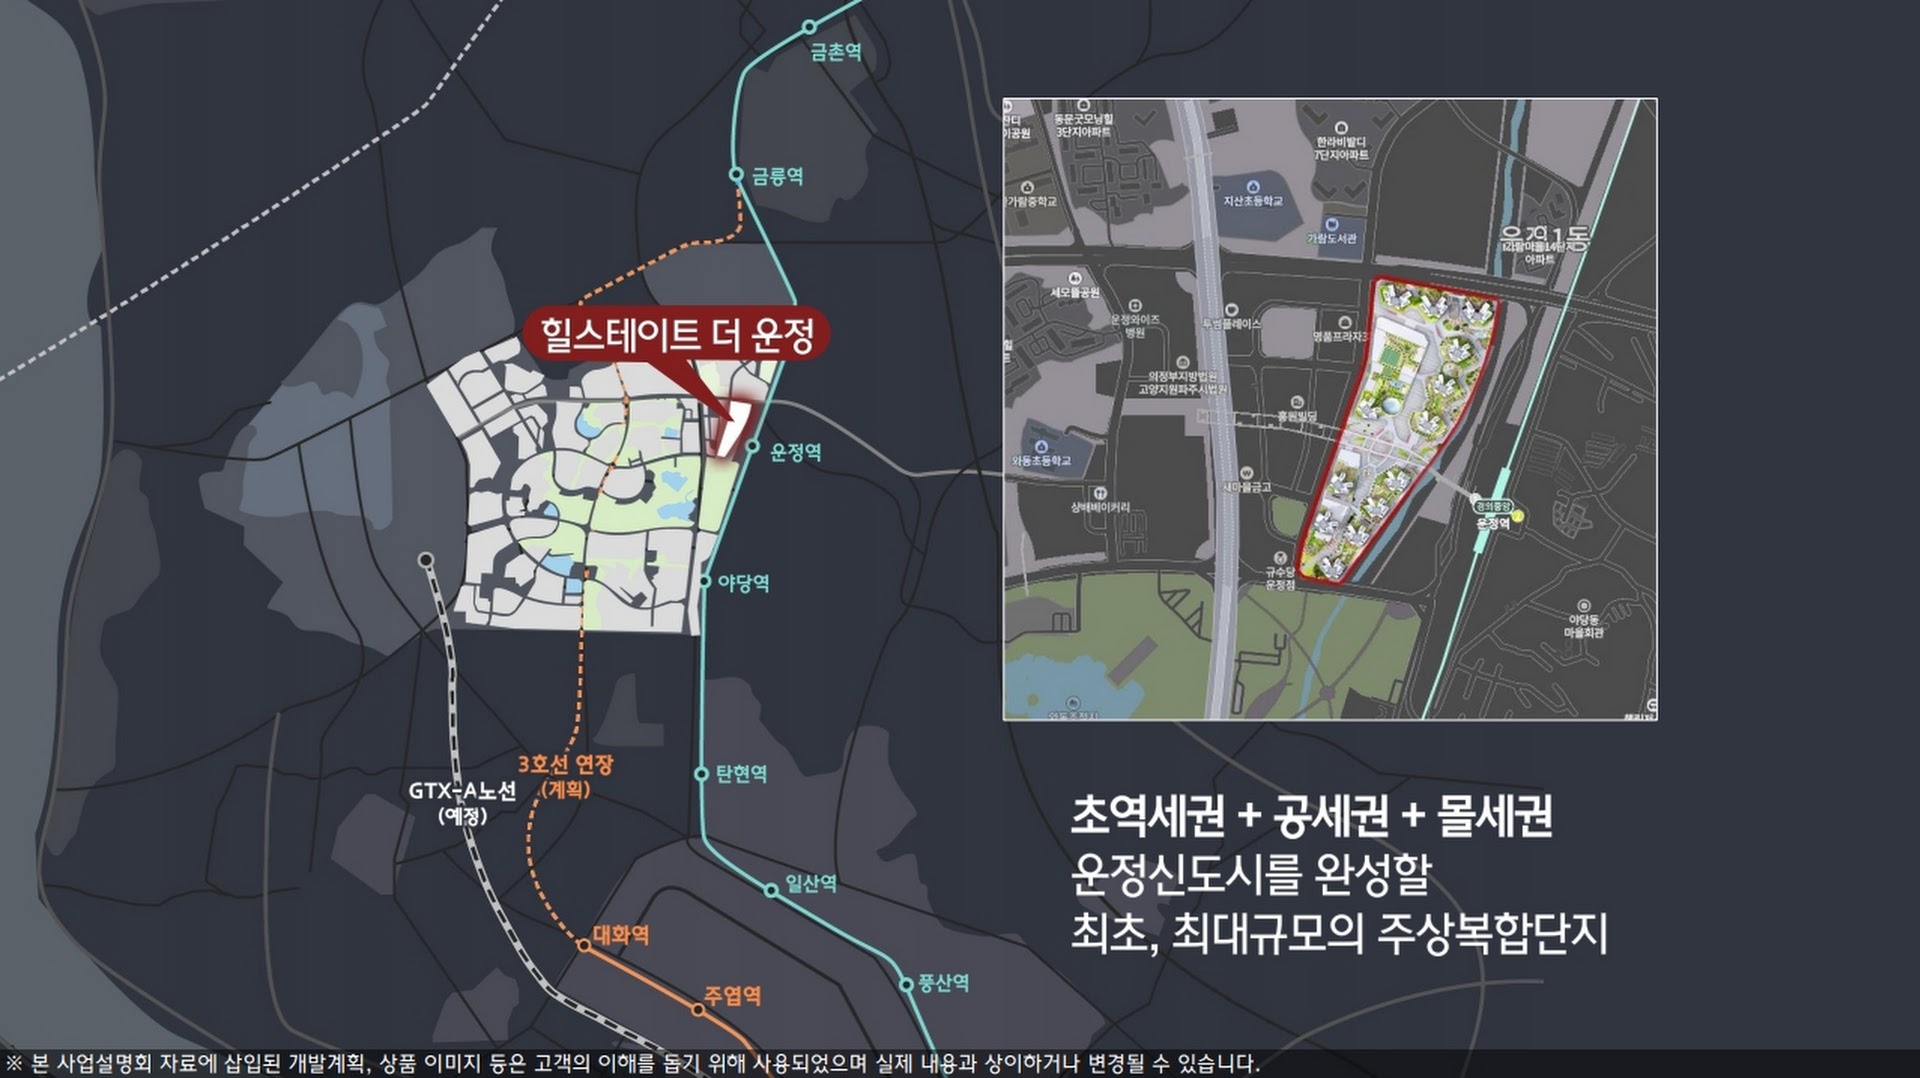 금촌역
금릉역
힐스테이트 더 운정
운정역
야당역
탄현역
3호선 연장
(계획)
GTX-A노선
(예정)
일산역
대화역
주엽역
풍산역
동문굿모닝힐
3단지아파트
한라비발디
7단지아파트
지산초등학교
가람도서관
가람중학교
운정1동
아파트
세모뜰공원
운정와이즈
병원
투썸플레이스
명품프라자3
의정부지방법원
고양지원파주시법원
홍원빌딩
와동초등학교
새마을금고
상배베이커리
경의중앙
운정역
규수당
운정점
야당동
마을회관
초역세권 + 공세권 + 몰세권
운정신도시를 완성할
최초, 최대규모의 주상복합단지
※ 본 사업설명회 자료에 삽입된 개발계획, 상품 이미지 등은 고객의 이해를 돕기 위해 사용되었으며 실제 내용과 상이하거나 변경될 수 있습니다.